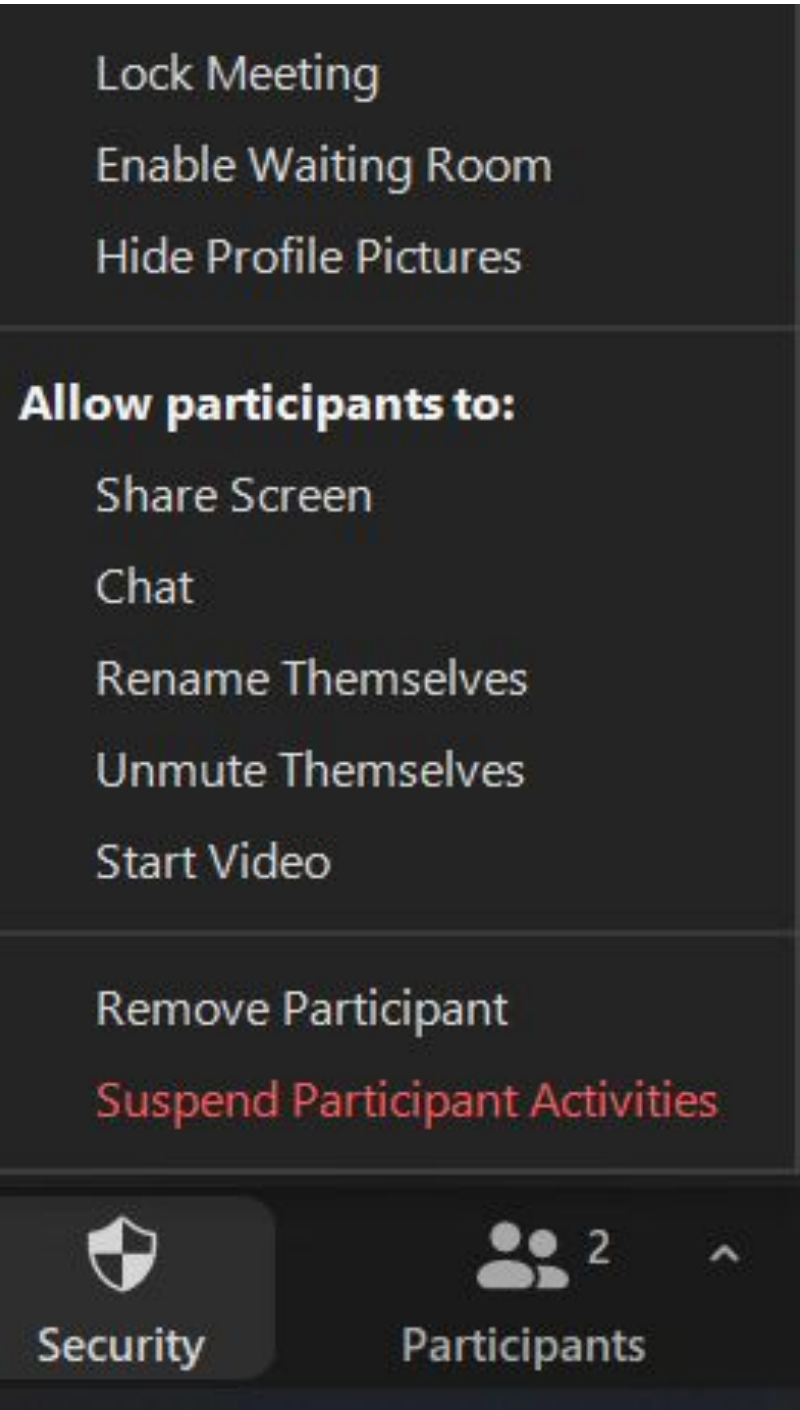 Lock Meeting
Enable Waiting Room
Hide Profile Pictures
Allow participants to:
Share Screen
Chat
Rename Themselves
Unmute Themselves
Start Video
Remove Participant
Suspend Participant Activities
2
Security
Participants